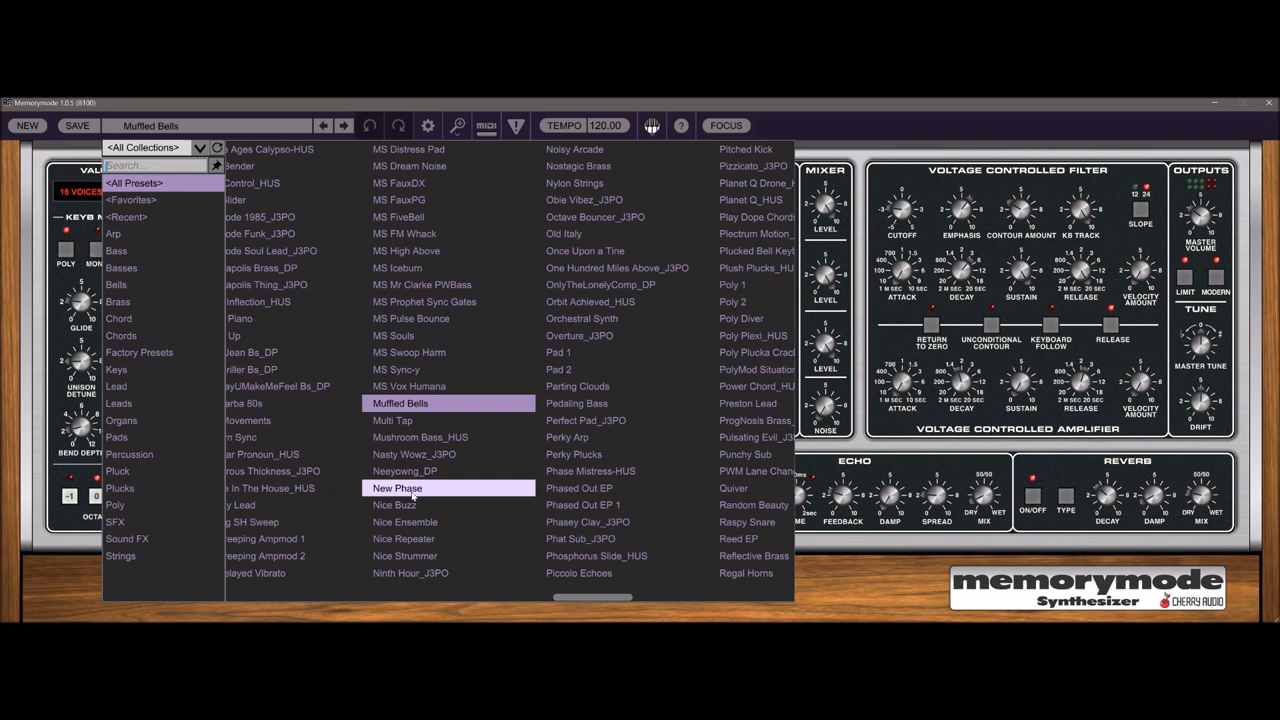 Memorymode 1.0.5 (8100)
NEW
SAVE
Muffled Bells
MIDI
TEMPO 120.00
?
FOCUS
<All Collections>
Search...
<All Presets>
<Favorites>
<Recent>
Arp
Bass
Basses
Bells
Brass
Chord
Chords
Factory Presets
Keys
Lead
Leads
Organs
Pads
Percussion
Pluck
Plucks
Poly
SFX
Sound FX
Strings
Ages Calypso-HUS
ender
ontrol_HUS
lider
ode 1985_J3PO
ode Funk_J3PO
ode Soul Lead_J3PO
apolis Brass_DP
apolis Thing_J3PO
Inflection_HUS
Piano
Up
Jean Bs_DP
riller Bs_DP
ayUMakeMeFeel Bs_DP
arba 80s
Movements
n Sync
ar Pronoun_HUS
rous Thickness_J3PO
e In The House_HUS
y Lead
g SH Sweep
eeping Ampmod 1
eeping Ampmod 2
elayed Vibrato
MS Distress Pad
MS Dream Noise
MS FauxDX
MS FauxPG
MS FiveBell
MS FM Whack
MS High Above
MS Iceburn
MS Mr Clarke PWBass
MS Prophet Sync Gates
MS Pulse Bounce
MS Souls
MS Swoop Harm
MS Sync-y
MS Vox Humana
Muffled Bells
Multi Tap
Mushroom Bass_HUS
Nasty Wowz_J3PO
Neeyowng_DP
New Phase
Nice Buzz
Nice Ensemble
Nice Repeater
Nice Strummer
Ninth Hour_J3PO
Noisy Arcade
Nostagic Brass
Nylon Strings
Obie Vibez_J3PO
Octave Bouncer_J3PO
Old Italy
Once Upon a Tine
One Hundred Miles Above_J3PO
OnlyTheLonelyComp_DP
Orbit Achieved_HUS
Orchestral Synth
Overture_J3PO
Pad 1
Pad 2
Parting Clouds
Pedaling Bass
Perfect Pad_J3PO
Perky Arp
Perky Plucks
Phase Mistress-HUS
Phased Out EP
Phased Out EP 1
Phasey Clav_J3PO
Phat Sub_J3PO
Phosphorus Slide_HUS
Piccolo Echoes
Pitched Kick
Pizzicato_J3PO
Planet Q Drone_H
Planet Q_HUS
Play Dope Chords
Plectrum Motion_
Plucked Bell Key
Plush Plucks_HU
Poly 1
Poly 2
Poly Diver
Poly Plexi_HUS
Poly Plucka Crac
PolyMod Situation
Power Chord_HU
Preston Lead
ProgNosis Brass_
Pulsating Evil_J3
Punchy Sub
PWM Lane Chan
Quiver
Random Beauty
Raspy Snare
Reed EP
Reflective Brass
Regal Horns
16 VOICES
POLY
GLIDE
UNISON
DETUNE
BEND DEPTH
-1
0
MIXER
LEVEL
LEVEL
LEVEL
NOISE
VOLTAGE CONTROLLED FILTER
CUTOFF
EMPHASIS
CONTOUR AMOUNT
KB TRACK
12 24
SLOPE
ATTACK
DECAY
SUSTAIN
RELEASE
VELOCITY
AMOUNT
RETURN
TO ZERO
UNCONDITIONAL
CONTOUR
KEYBOARD
FOLLOW
RELEASE
ATTACK
DECAY
SUSTAIN
RELEASE
VELOCITY
AMOUNT
VOLTAGE CONTROLLED AMPLIFIER
OUTPUTS
MASTER
VOLUME
LIMIT
MODERN
TUNE
MASTER TUNE
DRIFT
ECHO
FEEDBACK
DAMP
SPREAD
50/50
DRY
WET
MIX
REVERB
ON/OFF
TYPE
DECAY
DAMP
50/50
DRY
WET
MIX
memorymode
Synthesizer
CHERRY AUDIO